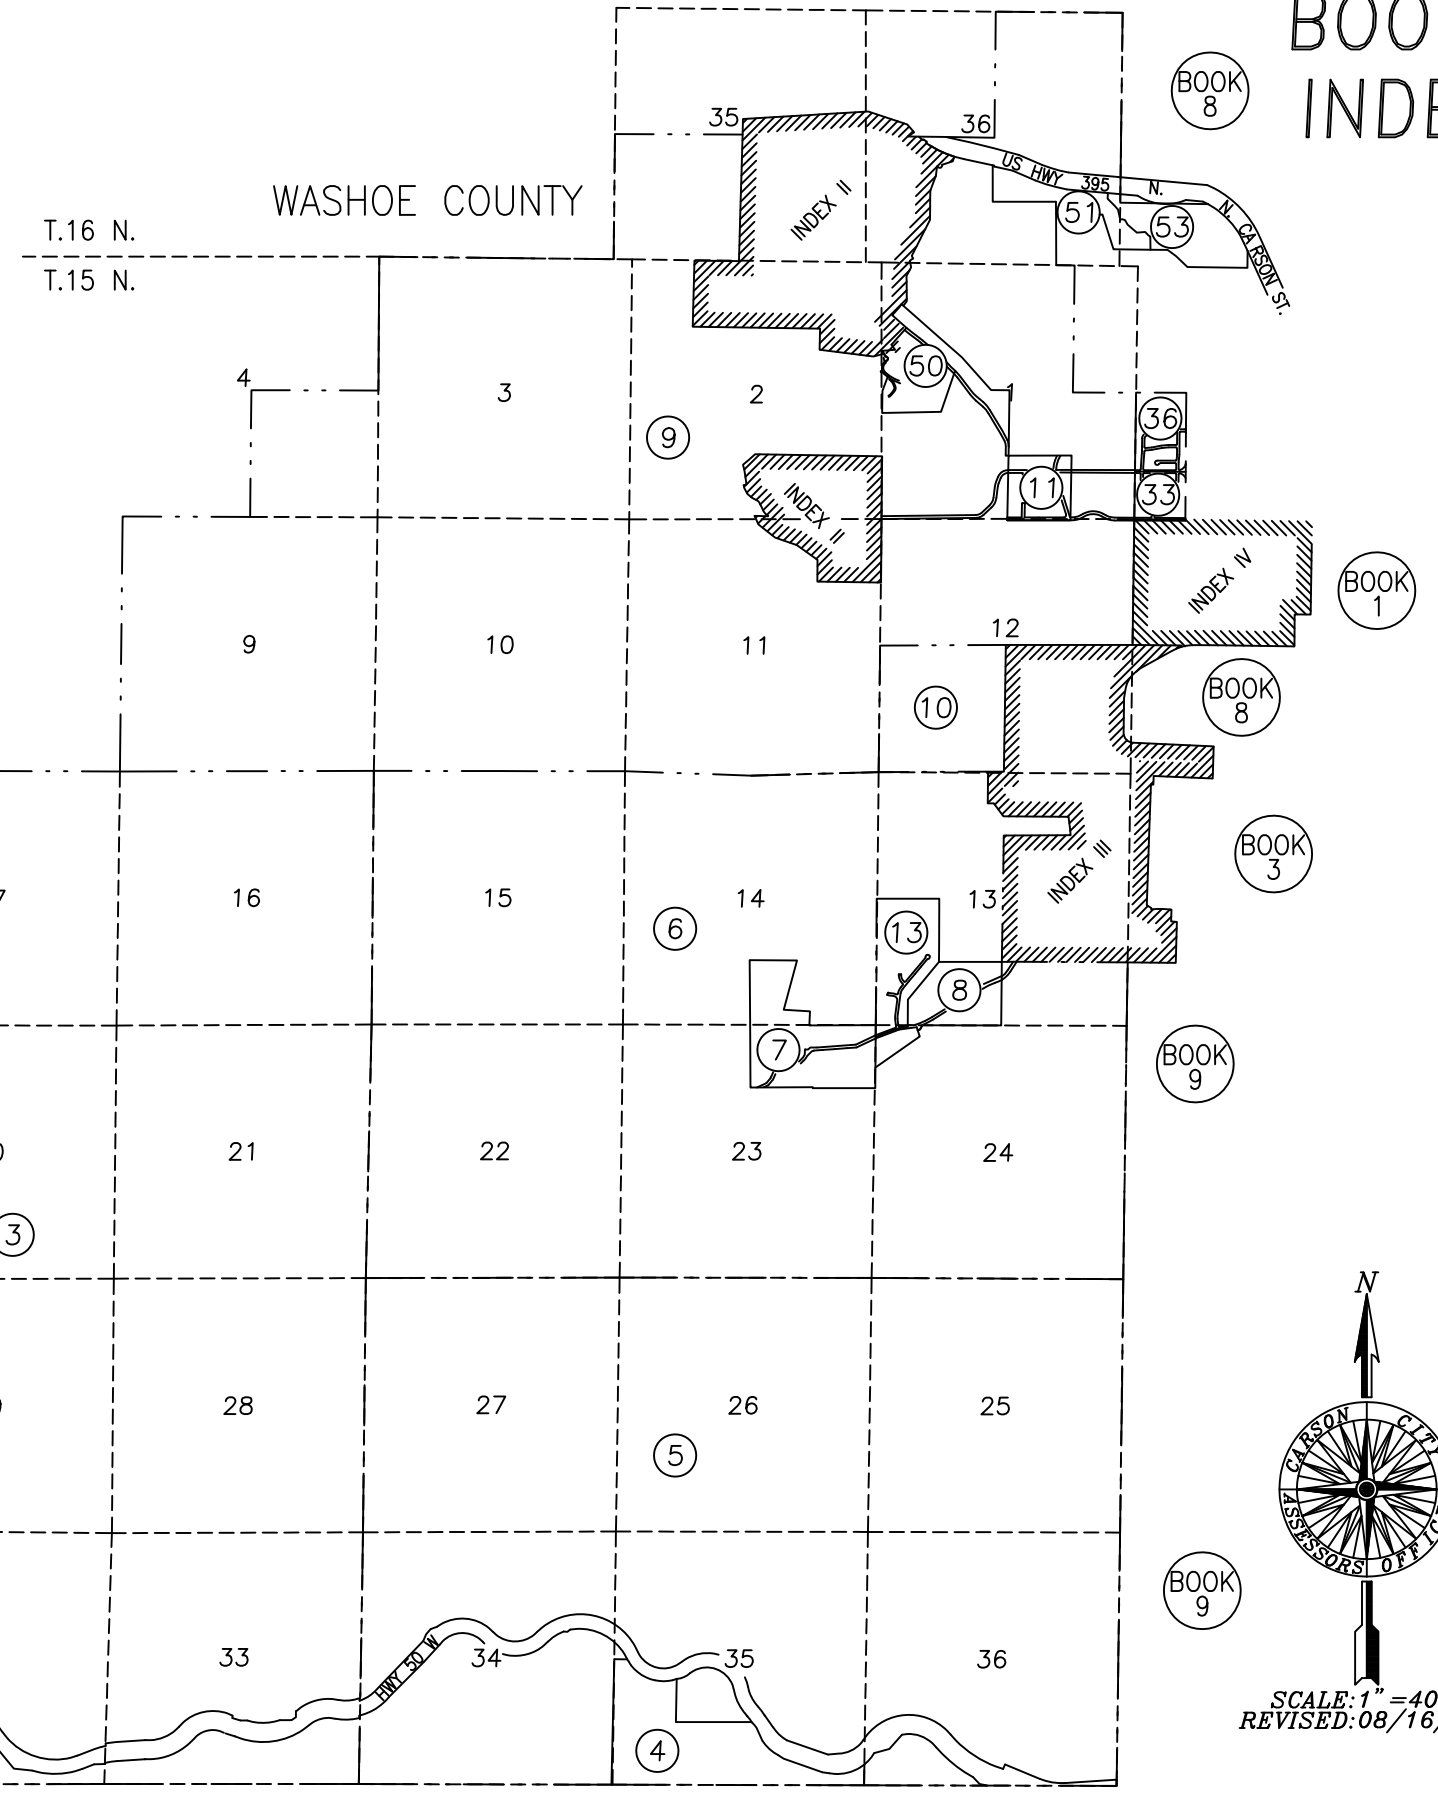 BOO
INDE
BOOK
8
35
36
US HWY 395 N.
N. CARSON ST.
51
53
WASHOE COUNTY
T.16 N.
T.15 N.
INDEX II
4
3
2
1
50
9
36
11
33
INDEX II
INDEX IV
BOOK
1
9
10
11
12
10
BOOK
8
BOOK
3
INDEX III
16
15
14
13
6
13
8
7
BOOK
9
21
22
23
24
3
N
28
27
26
25
5
CARSON CITY
ASSESSORS OFFIC
BOOK
9
33
34
35
36
HWY 50 W
4
SCALE:1"=40
REVISED:08/16/